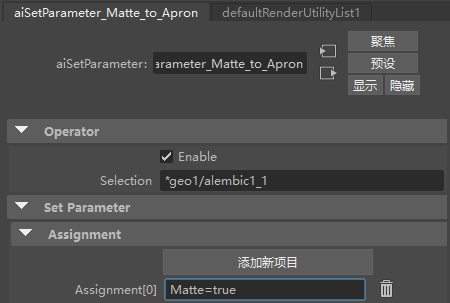 aiSetParameter_Matte_to_Apron defaultRenderUtilityList1
聚焦
aiSetParameter: arameter_Matte_to_Apron
预设
显示 隐藏
Operator
Enable
Selection *geo1/alembic1_1
Set Parameter
Assignment
添加新项目
Assignment[0] Matte=true